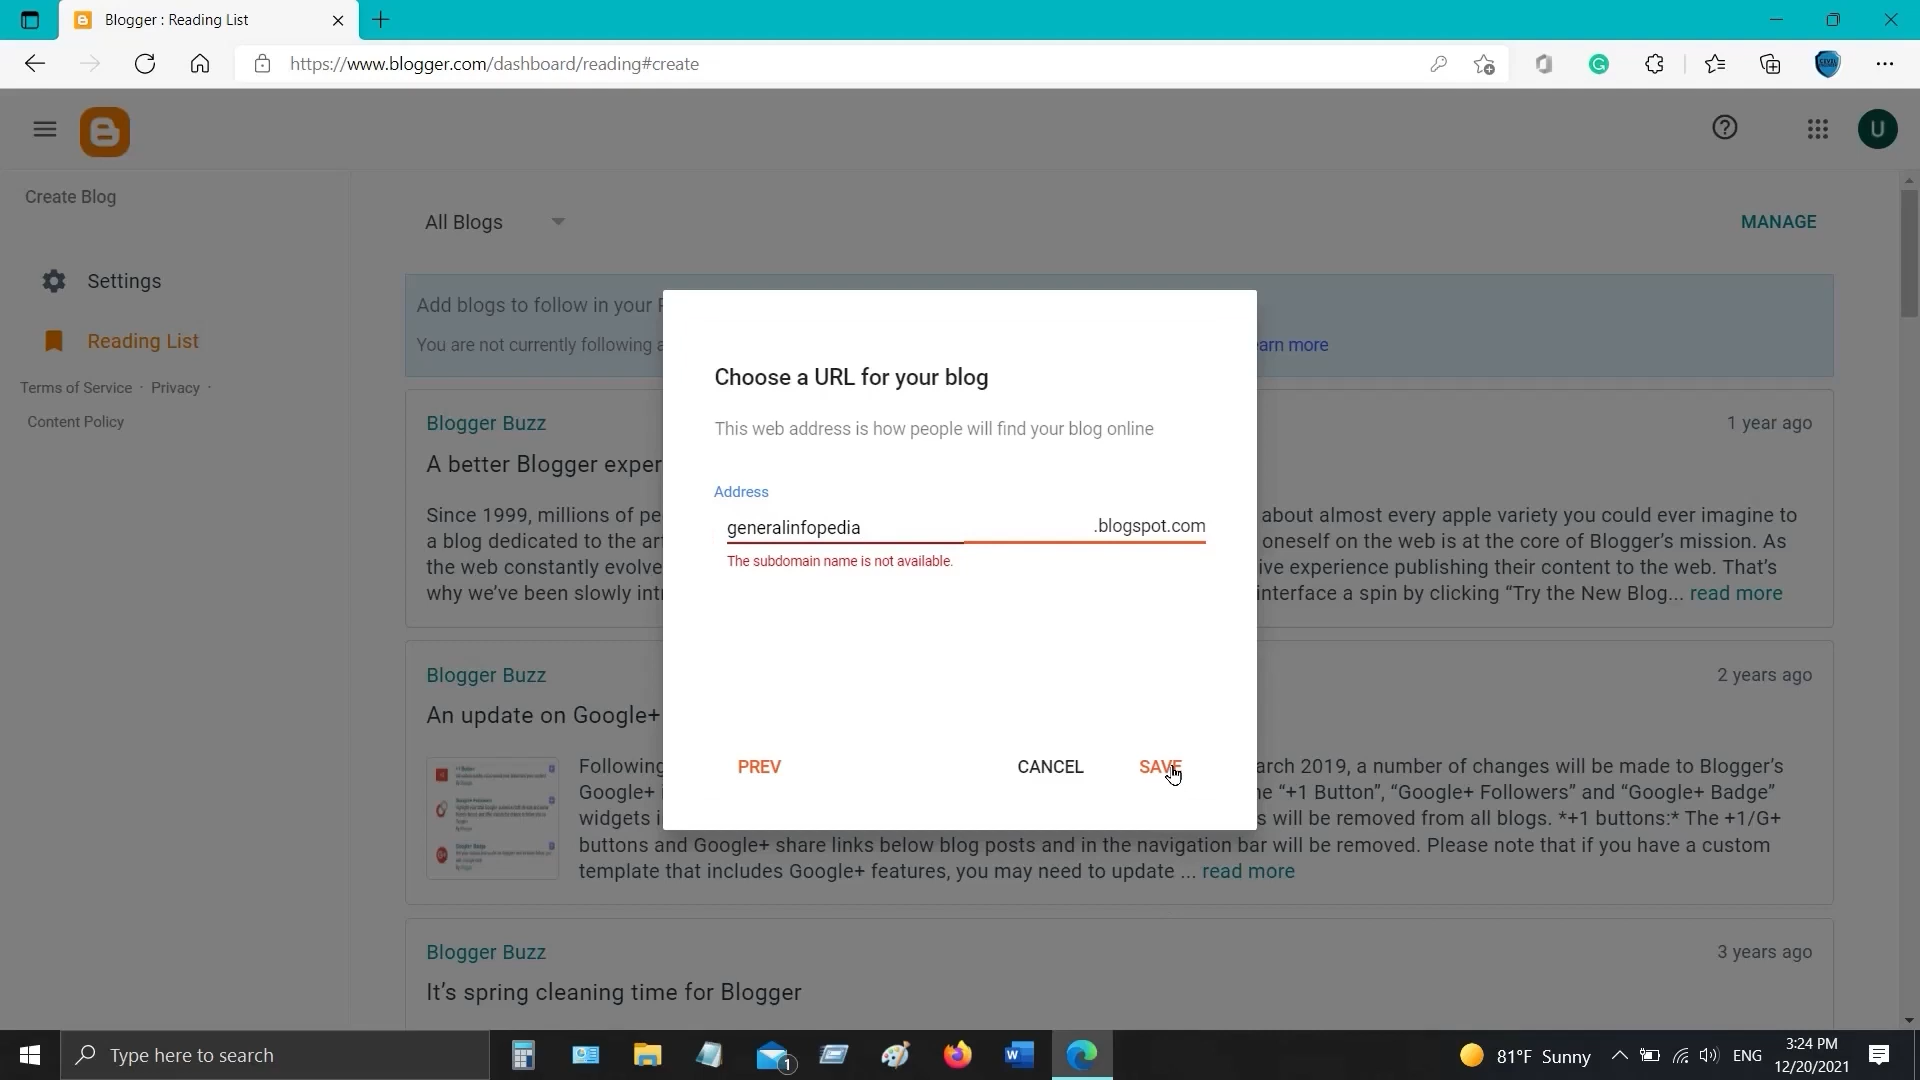 Blogger : Reading List
https://www.blogger.com/dashboard/reading#create
U
Create Blog
All Blogs
MANAGE
Settings
Add blogs to follow in your
Reading List
You are not currently following
earn more
Terms of Service · Privacy ·
Content Policy
Choose a URL for your blog
This web address is how people will find your blog online
Address
generalinfopedia .blogspot.com
The subdomain name is not available.
PREV CANCEL SAVE
Blogger Buzz 1 year ago
A better Blogger exper
Since 1999, millions of pe about almost every apple variety you could ever imagine to
a blog dedicated to the ar oneself on the web is at the core of Blogger's mission. As
the web constantly evolve ive experience publishing their content to the web. That's
why we've been slowly int interface a spin by clicking “Try the New Blog... read more
Blogger Buzz 2 years ago
An update on Google+
Following arch 2019, a number of changes will be made to Blogger's
Google+ i he “+1 Button”, “Google+ Followers” and “Google+ Badge”
widgets i s will be removed from all blogs. *+1 buttons:* The +1/G+
buttons and Google+ share links below blog posts and in the navigation bar will be removed. Please note that if you have a custom
template that includes Google+ features, you may need to update ... read more
Blogger Buzz 3 years ago
It's spring cleaning time for Blogger
Type here to search
1
81°F Sunny
ENG
3:24 PM
12/20/2021